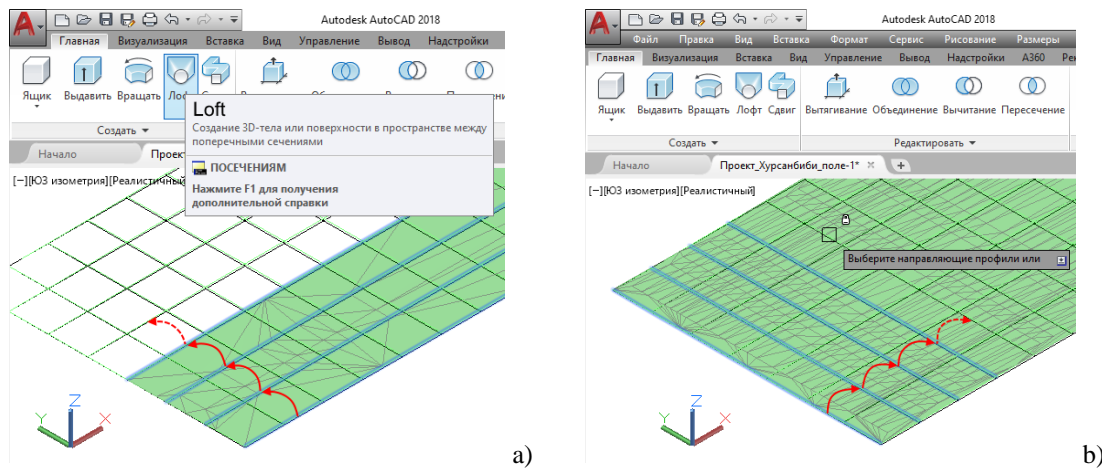 Autodesk AutoCAD 2018
Главная Визуализация Вставка Вид Управление Вывод Надстройки
Ящик Выдавить Вращать
Loft
Создание 3D-тела или поверхности в пространстве между
поперечными сечениями
ПОСЕЧЕНИЯМ
Нажмите F1 для получения
дополнительной справки
Создать
Начало
[−][ЮЗ изометрия][Реалистичный]
Z
Y X
a)
Autodesk AutoCAD 2018
Файл Правка Вид Вставка Формат Сервис Рисование Размеры
Главная Визуализация Вставка Вид Управление Вывод Надстройки A360
Ящик Выдавить Вращать Лофт Сдвиг Вытягивание Объединение Вычитание Пересечение
Создать Редактировать
Начало Проект_Хурсанбиби_поле-1*
[−][ЮЗ изометрия][Реалистичный]
Выберите направляющие профили или
Z
Y X
b)